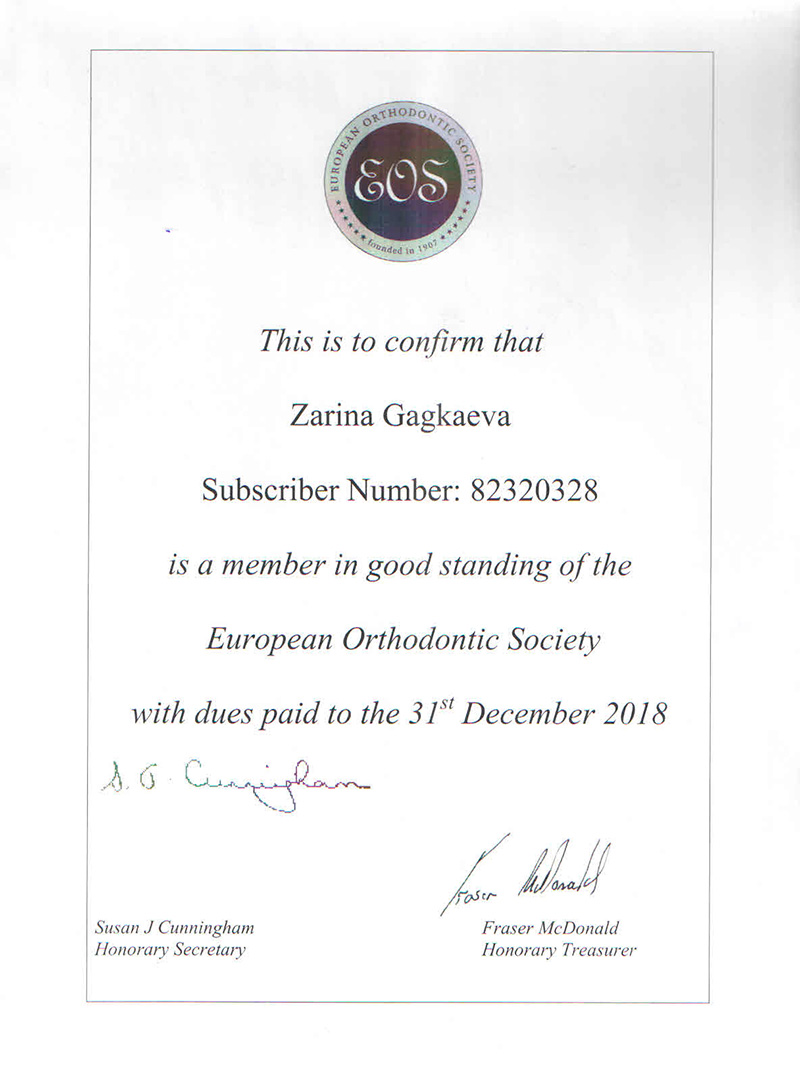 EUROPEAN ORTHODONTIC SOCIETY
EOS
founded in 1907
This is to confirm that
Zarina Gagkaeva
Subscriber Number: 82320328
is a member in good standing of the
European Orthodontic Society
with dues paid to the 31st December 2018
S. J. Cunningham
Fraser McDonald
Susan J Cunningham
Honorary Secretary
Fraser McDonald
Honorary Treasurer